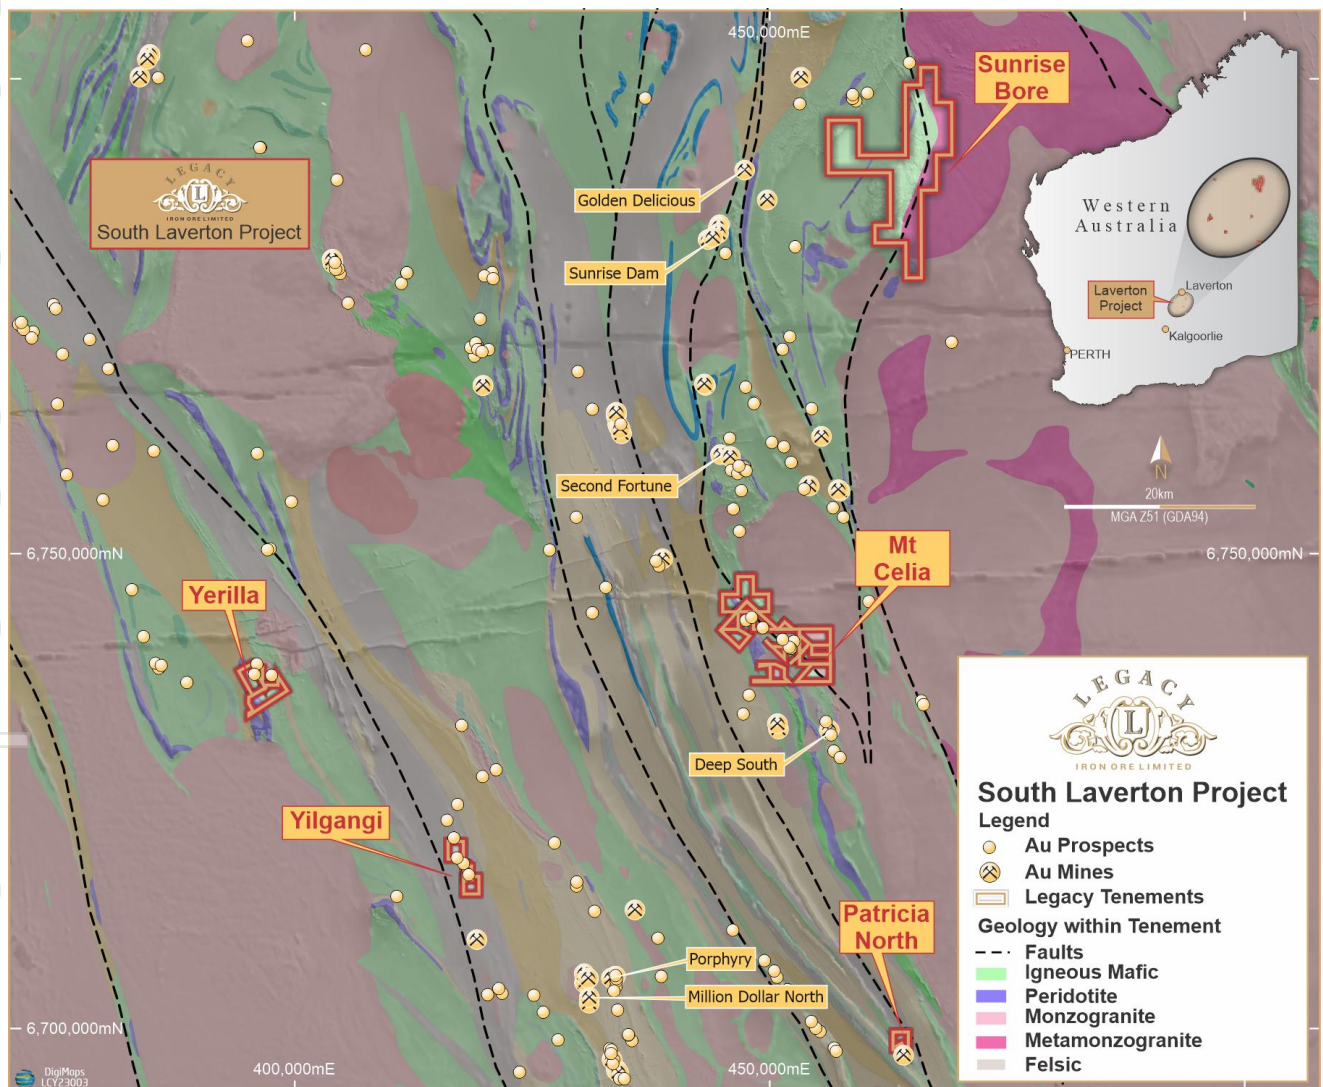 450,000mE
Sunrise
Bore
LEGACY
L
IRON ORE LIMITED
South Laverton Project
Golden Delicious
Sunrise Dam
Western
Australia
Laverton
Laverton
Project
Kalgoorlie
PERTH
Second Fortune
N
20km
MGA Z51 (GDA94)
6,750,000mN
6,750,000mN
Mt
Celia
Yerilla
Deep South
Yilgangi
Patricia
North
Porphyry
Million Dollar North
6,700,000mN
400,000mE
450,000mE
DigiMaps
LCY23003
LEGACY
L
IRON ORE LIMITED
South Laverton Project
Legend
Au Prospects
Au Mines
Legacy Tenements
Geology within Tenement
Faults
Igneous Mafic
Peridotite
Monzogranite
Metamonzogranite
Felsic